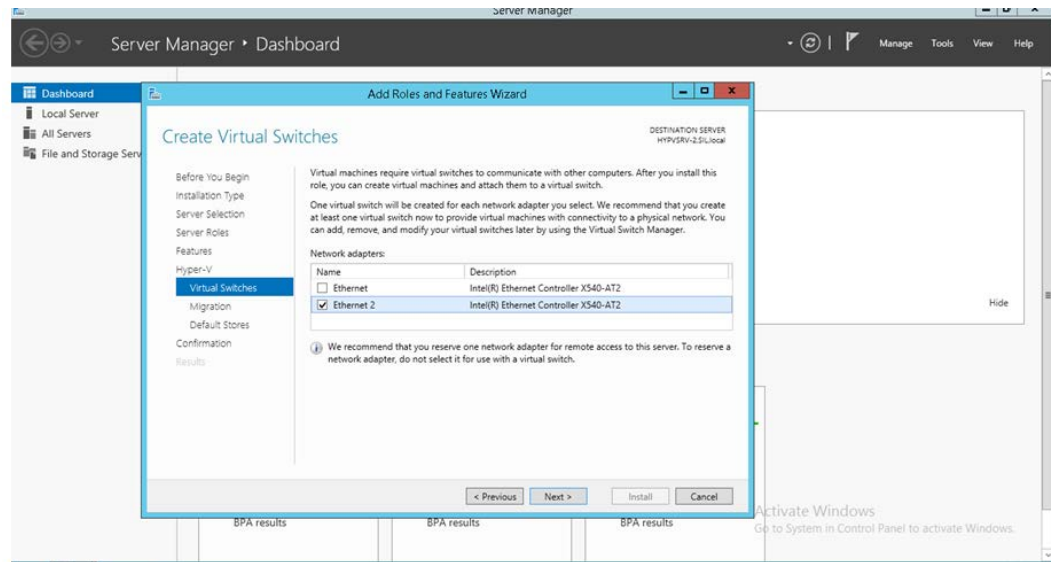 Server Manager
Server Manager • Dashboard
Manage Tools View Help
Dashboard
Local Server
All Servers
File and Storage Serv
Add Roles and Features Wizard
Create Virtual Switches
DESTINATION SERVER
HYPVSRV-2.SIL.local
Before You Begin
Installation Type
Server Selection
Server Roles
Features
Hyper-V
Virtual Switches
Migration
Default Stores
Confirmation
Results
Virtual machines require virtual switches to communicate with other computers. After you install this
role, you can create virtual machines and attach them to a virtual switch.
One virtual switch will be created for each network adapter you select. We recommend that you create
at least one virtual switch now to provide virtual machines with connectivity to a physical network. You
can add, remove, and modify your virtual switches later by using the Virtual Switch Manager.
Network adapters:
Name Description
Ethernet Intel(R) Ethernet Controller X540-AT2
Ethernet 2 Intel(R) Ethernet Controller X540-AT2
We recommend that you reserve one network adapter for remote access to this server. To reserve a
network adapter, do not select it for use with a virtual switch.
< Previous Next > Install Cancel
Hide
BPA results BPA results BPA results
Activate Windows
Go to System in Control Panel to activate Windows.